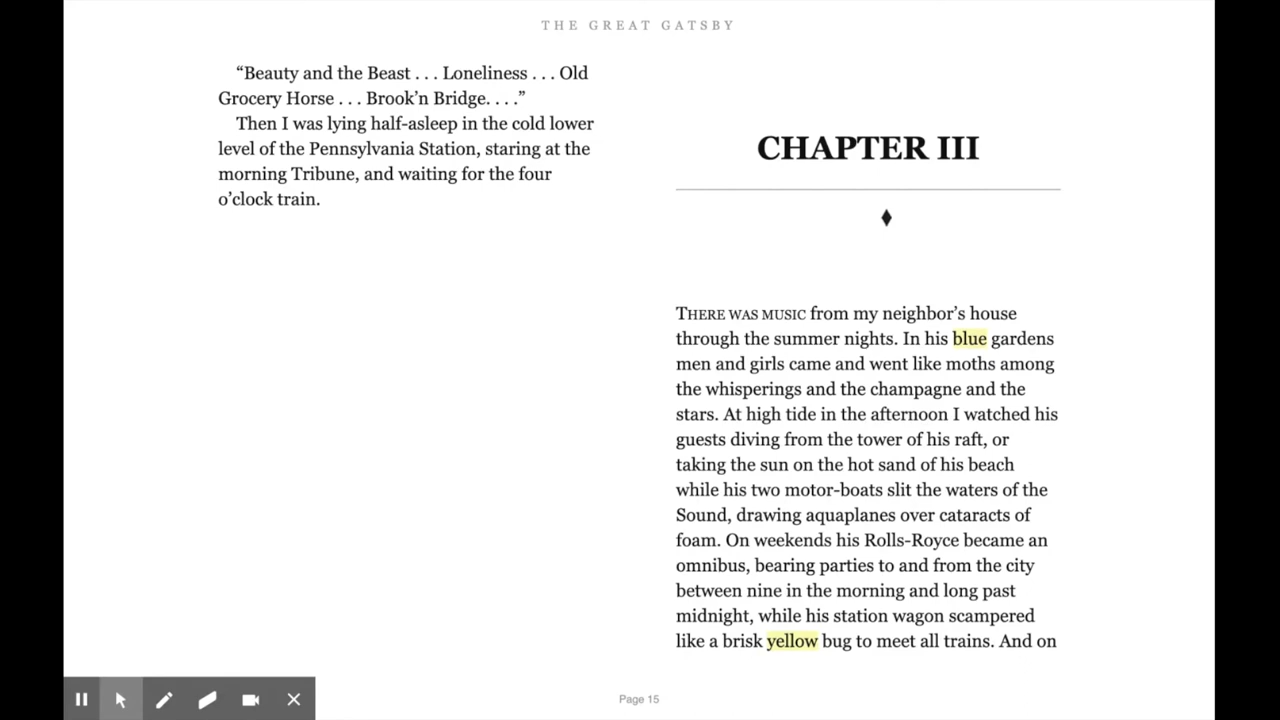 THE GREAT GATSBY
“Beauty and the Beast . . . Loneliness . . . Old
Grocery Horse . . . Brook’n Bridge. . . .”
Then I was lying half-asleep in the cold lower
level of the Pennsylvania Station, staring at the
morning Tribune, and waiting for the four
o’clock train.
CHAPTER III
THERE WAS MUSIC from my neighbor’s house
through the summer nights. In his blue gardens
men and girls came and went like moths among
the whisperings and the champagne and the
stars. At high tide in the afternoon I watched his
guests diving from the tower of his raft, or
taking the sun on the hot sand of his beach
while his two motor-boats slit the waters of the
Sound, drawing aquaplanes over cataracts of
foam. On weekends his Rolls-Royce became an
omnibus, bearing parties to and from the city
between nine in the morning and long past
midnight, while his station wagon scampered
like a brisk yellow bug to meet all trains. And on
Page 15